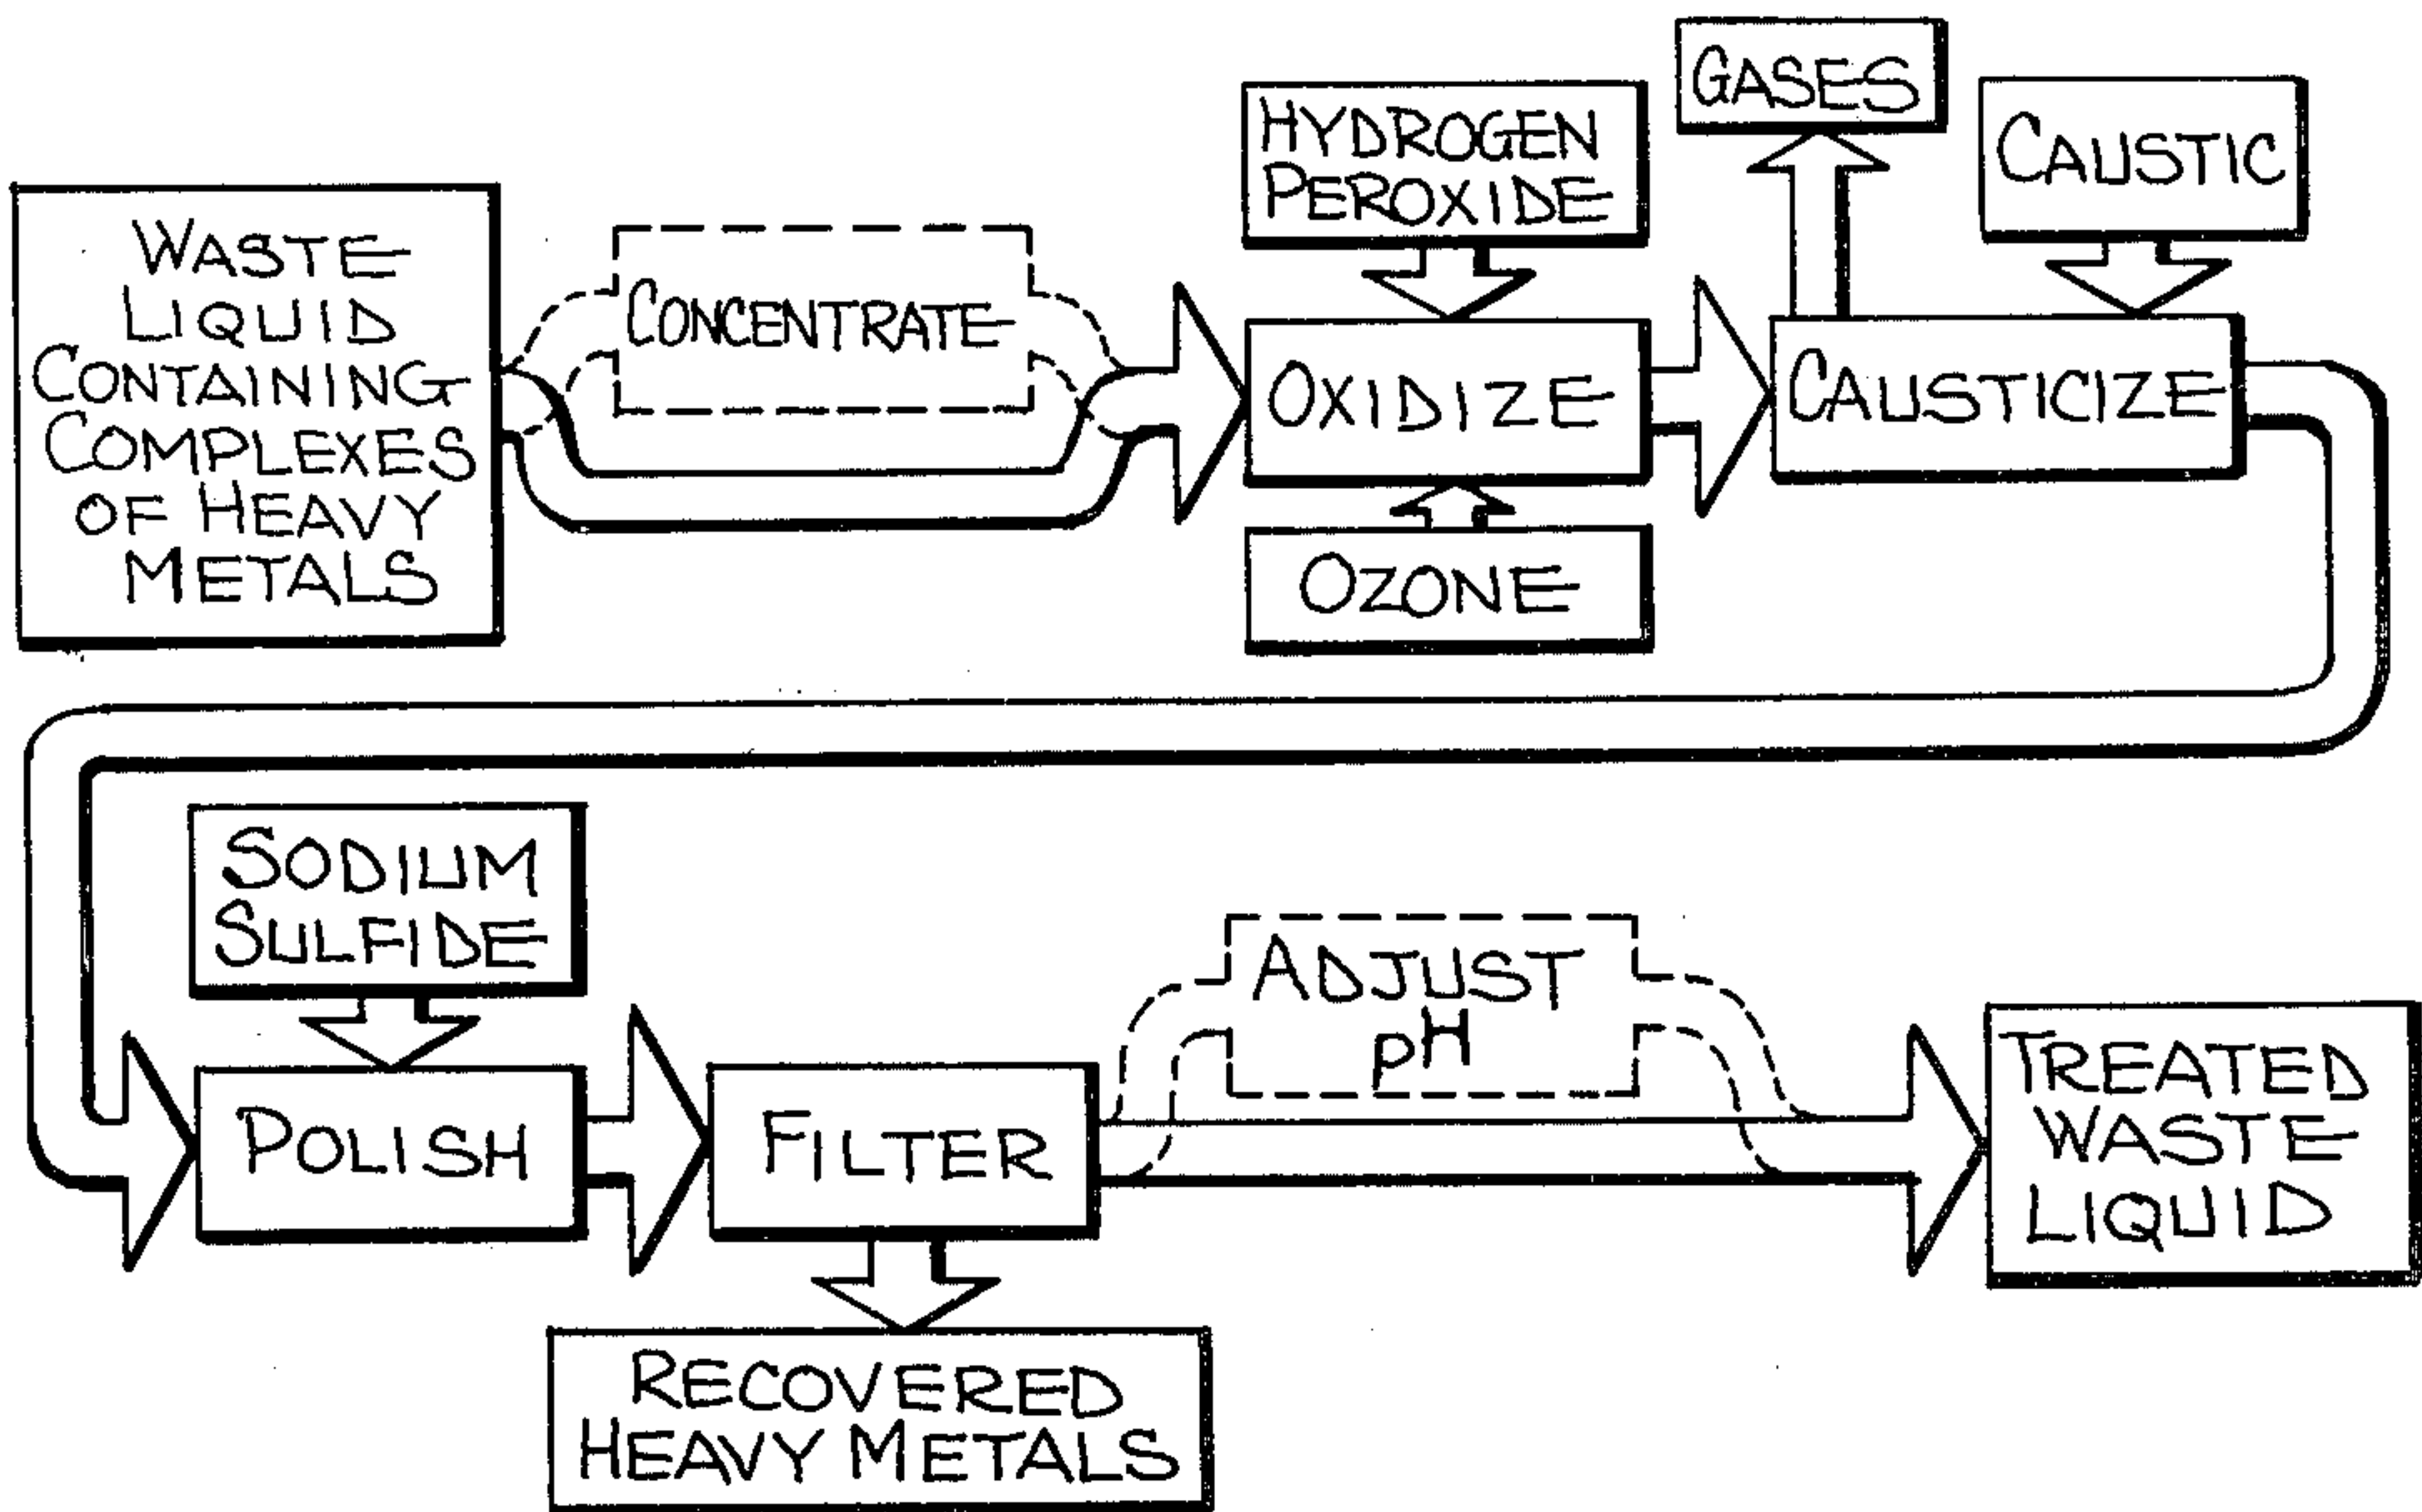 WASTE
LIQUID
CONTAINING
COMPLEXES
OF HEAVY
METALS
CONCENTRATE
HYDROGEN
PEROXIDE
OXIDIZE
OZONE
GASES
CAUSTIC
CAUSTICIZE
SODIUM
SULFIDE
POLISH
FILTER
RECOVERED
HEAVY METALS
ADJUST
pH
TREATED
WASTE
LIQUID